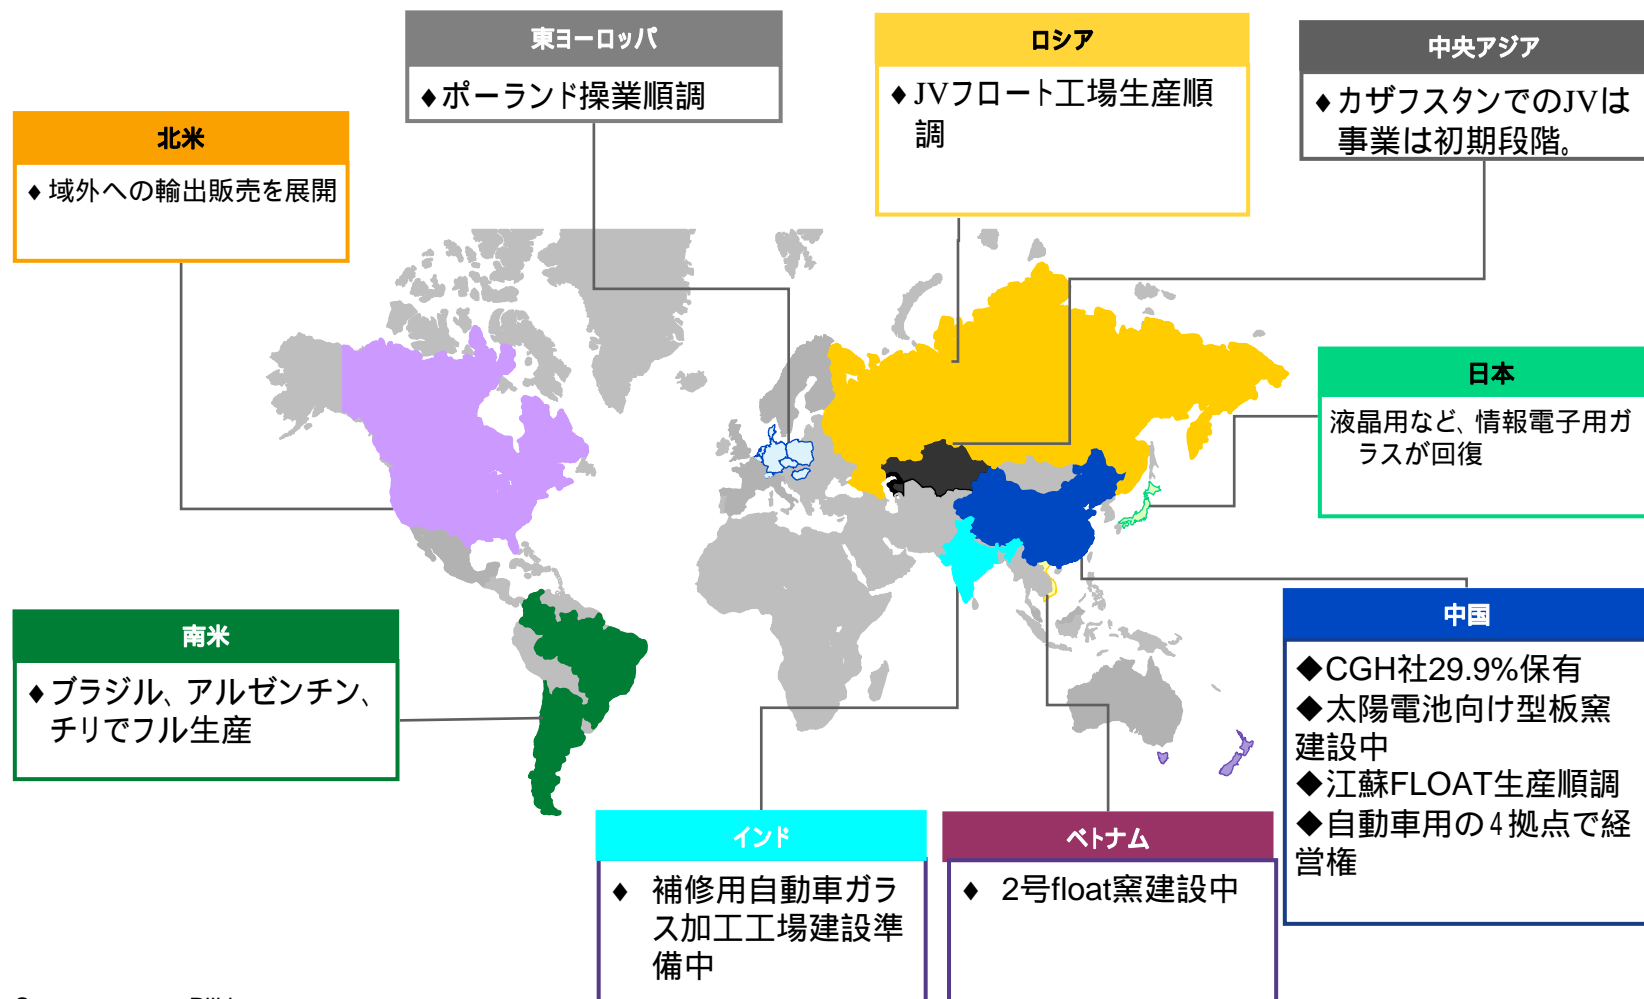 東ヨーロッパ
♦ポーランド操業順調
ロシア
♦JVフロート工場生産順
調
中央アジア
♦カザフスタンでのJVは
事業は初期段階。
北米
♦域外への輸出販売を展開
日本
液晶用など、情報電子用ガ
ラスが回復
南米
♦ブラジル、アルゼンチン、
チリでフル生産
中国
◆CGH社29.9%保有
◆太陽電池向け型板窯
建設中
◆江蘇FLOAT生産順調
◆自動車用の4拠点で経
営権
インド
♦ 補修用自動車ガラ
ス加工工場建設準
備中
ベトナム
♦ 2号float窯建設中